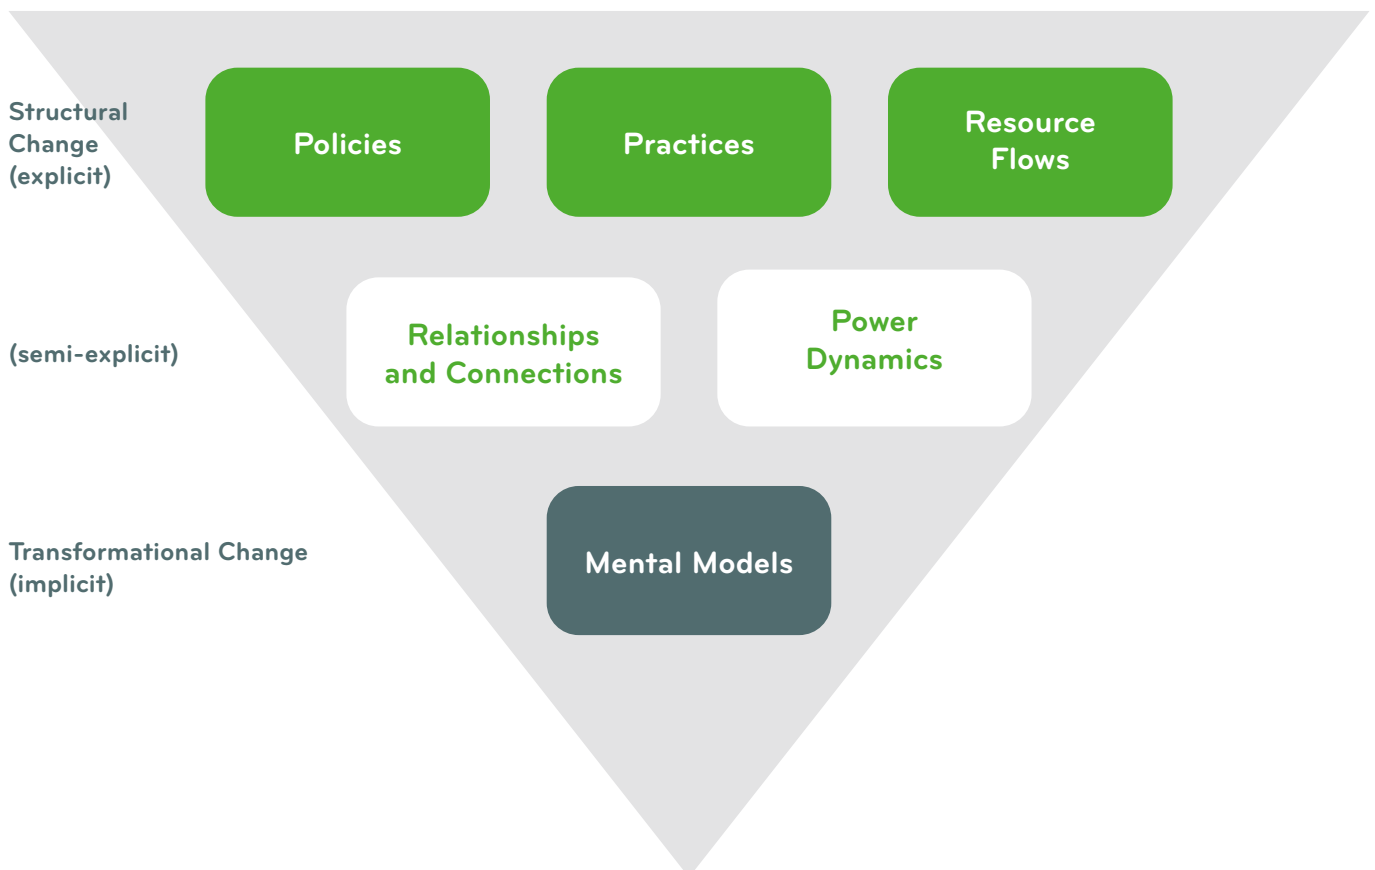 Structural
Change
(explicit)
Policies
Practices
Resource
Flows
(semi-explicit)
Relationships
and Connections
Power
Dynamics
Transformational Change
(implicit)
Mental Models